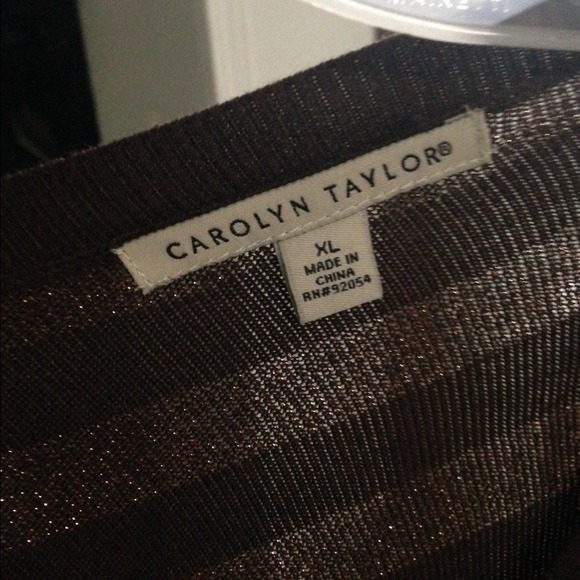 CAROLYN TAYLOR®
XL
MADE IN
CHINA
RN#92054